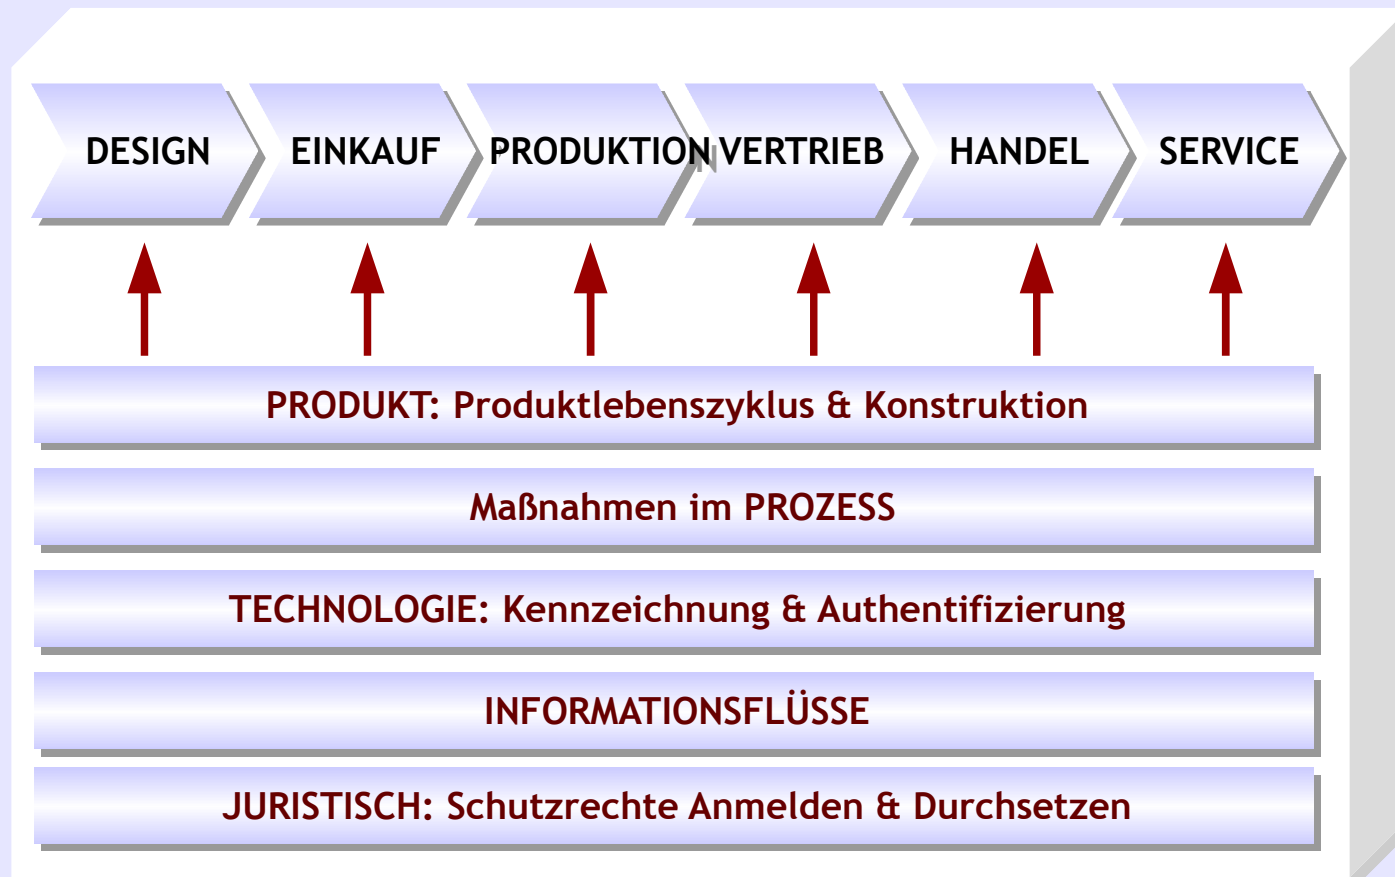 DESIGN EINKAUF PRODUKTION VERTRIEB HANDEL SERVICE
PRODUKT: Produktlebenszyklus & Konstruktion
Maßnahmen im PROZESS
TECHNOLOGIE: Kennzeichnung & Authentifizierung
INFORMATIONSFLÜSSE
JURISTISCH: Schutzrechte Anmelden & Durchsetzen